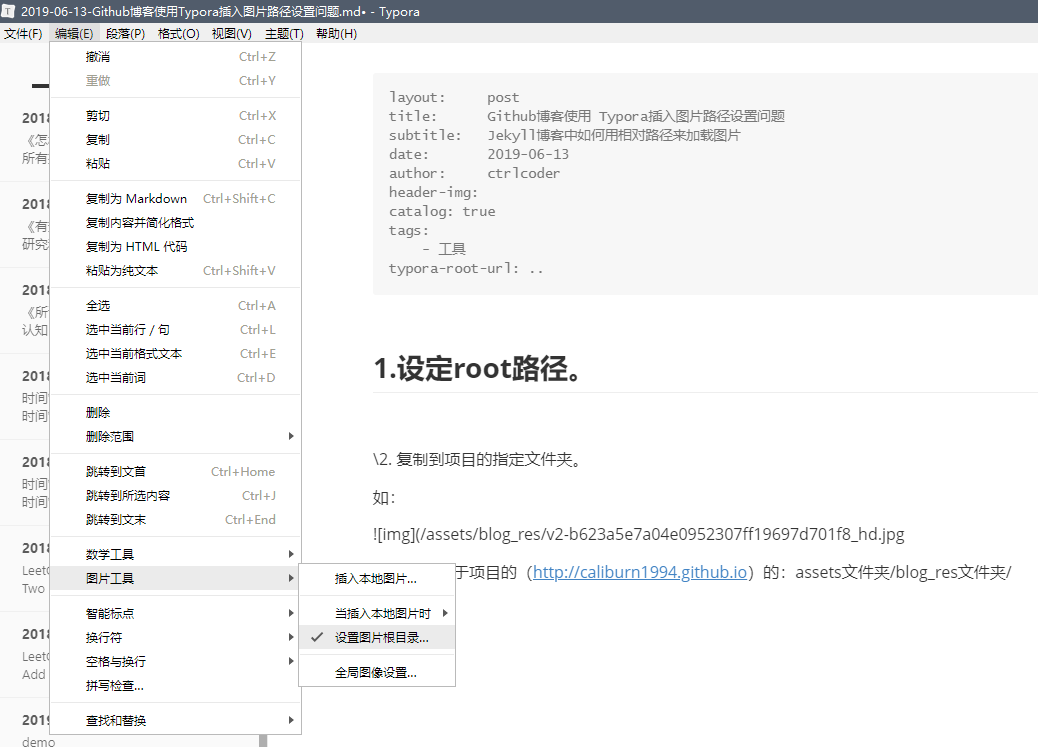 2019-06-13-Github博客使用Typora插入图片路径设置问题.md• - Typora
文件(F) 编辑(E) 段落(P) 格式(O) 视图(V) 主题(T) 帮助(H)
撤消 Ctrl+Z
重做 Ctrl+Y
剪切 Ctrl+X
复制 Ctrl+C
粘贴 Ctrl+V
复制为 Markdown Ctrl+Shift+C
复制内容并简化格式
复制为 HTML 代码
粘贴为纯文本 Ctrl+Shift+V
全选 Ctrl+A
选中当前行 / 句 Ctrl+L
选中当前格式文本 Ctrl+E
选中当前词 Ctrl+D
删除
删除范围
跳转到文首 Ctrl+Home
跳转到所选内容 Ctrl+J
跳转到文末 Ctrl+End
数学工具
图片工具
智能标点
换行符
空格与换行
拼写检查...
查找和替换
插入本地图片...
当插入本地图片时
设置图片根目录...
全局图像设置...
2018
《怎
所有
2018
《有
研究
2018
《所
认知
2018
时间
时间
2018
时间
时间
2018
Leet
Two
2018
Leet
Add
2019
demo
layout: post
title: Github博客使用 Typora插入图片路径设置问题
subtitle: Jekyll博客中如何用相对路径来加载图片
date: 2019-06-13
author: ctrlcoder
header-img:
catalog: true
tags:
- 工具
typora-root-url: ..
1.设定root路径。
\2. 复制到项目的指定文件夹。
如：
![img](/assets/blog_res/v2-b623a5e7a04e0952307ff19697d701f8_hd.jpg
于项目的（http://caliburn1994.github.io）的：assets文件夹/blog_res文件夹/